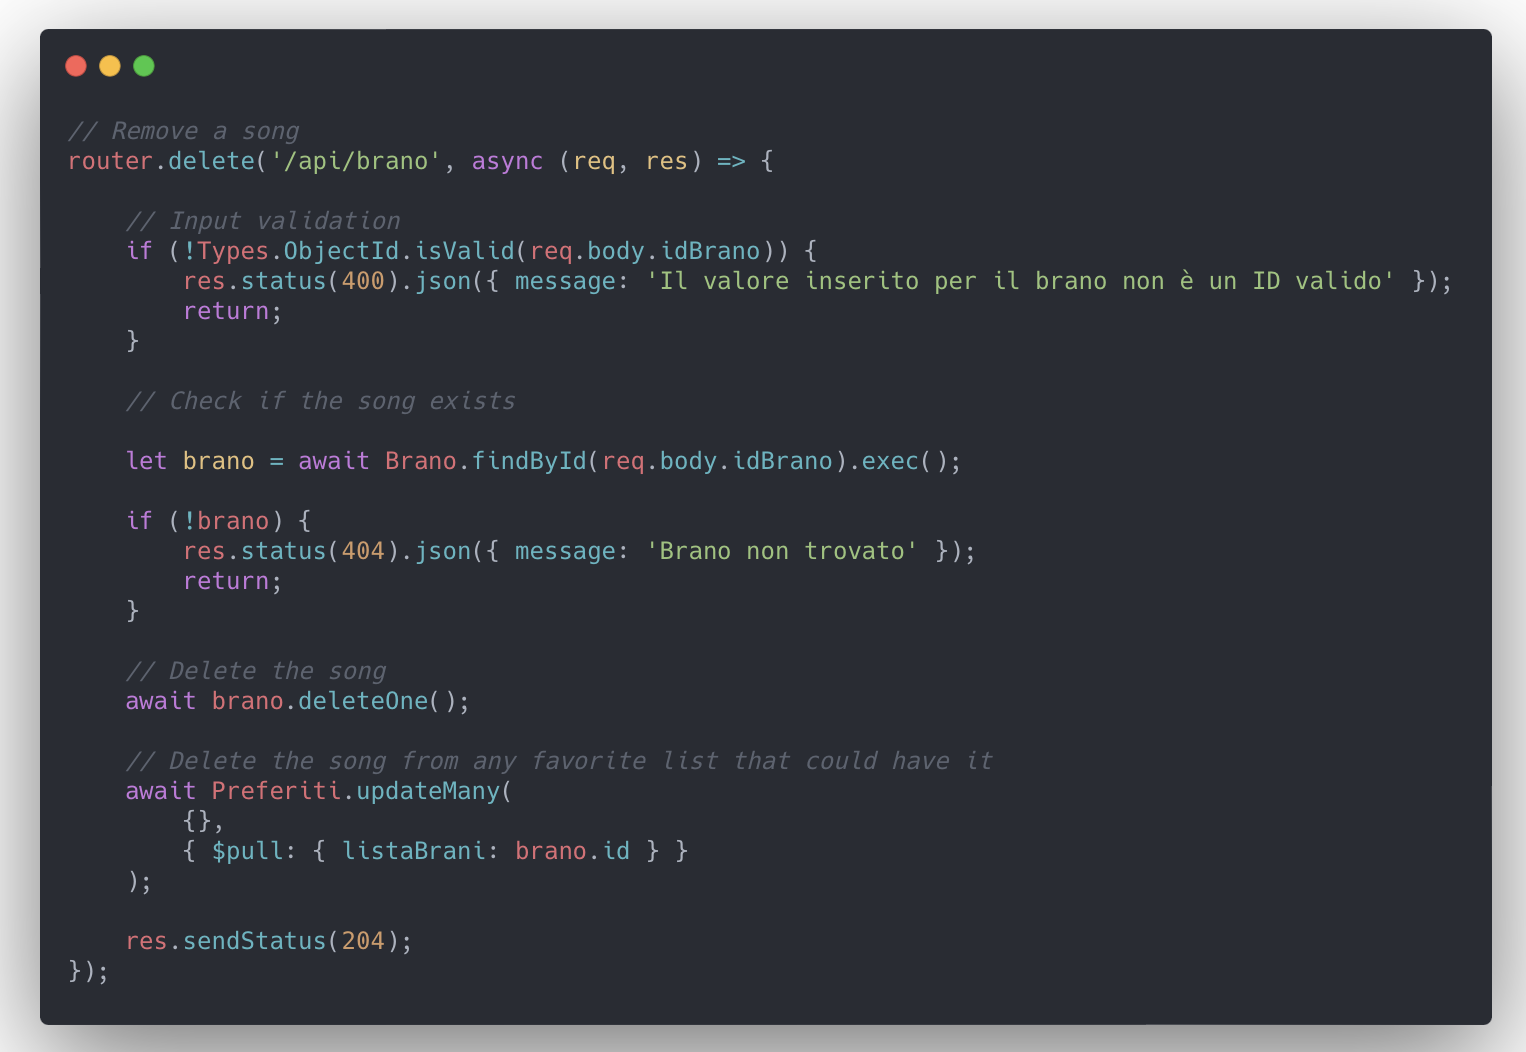 // Remove a song
router.delete('/api/brano', async (req, res) => {
// Input validation
if (!Types.ObjectId.isValid(req.body.idBrano)) {
res.status(400).json({ message: 'Il valore inserito per il brano non è un ID valido' });
return;
}
// Check if the song exists
let brano = await Brano.findById(req.body.idBrano).exec();
if (!brano) {
res.status(404).json({ message: 'Brano non trovato' });
return;
}
// Delete the song
await brano.deleteOne();
// Delete the song from any favorite list that could have it
await Preferiti.updateMany(
{},
{ $pull: { listaBrani: brano.id } }
);
res.sendStatus(204);
});